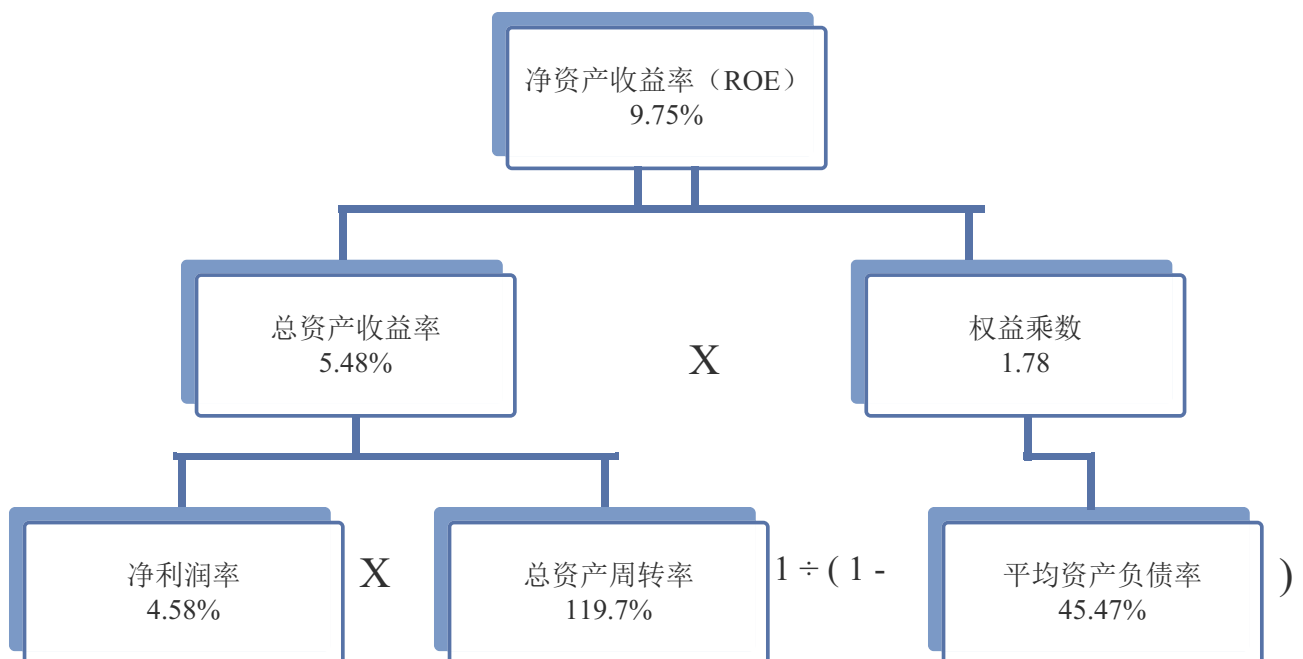 净资产收益率（ROE）
9.75%
总资产收益率
5.48%
X
权益乘数
1.78
净利润率
4.58%
X
总资产周转率
119.7%
1 ÷ ( 1 -
平均资产负债率
45.47%
)